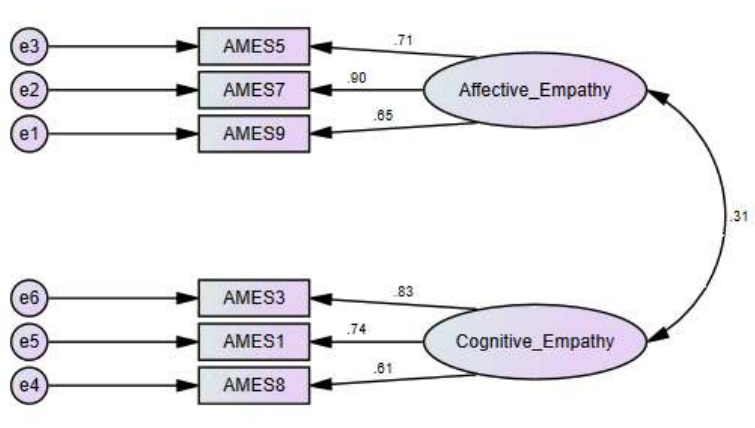 e3
AMES5
.71
e2
AMES7
.90
Affective_Empathy
e1
AMES9
.65
.31
e6
AMES3
.83
e5
AMES1
.74
Cognitive_Empathy
e4
AMES8
.61